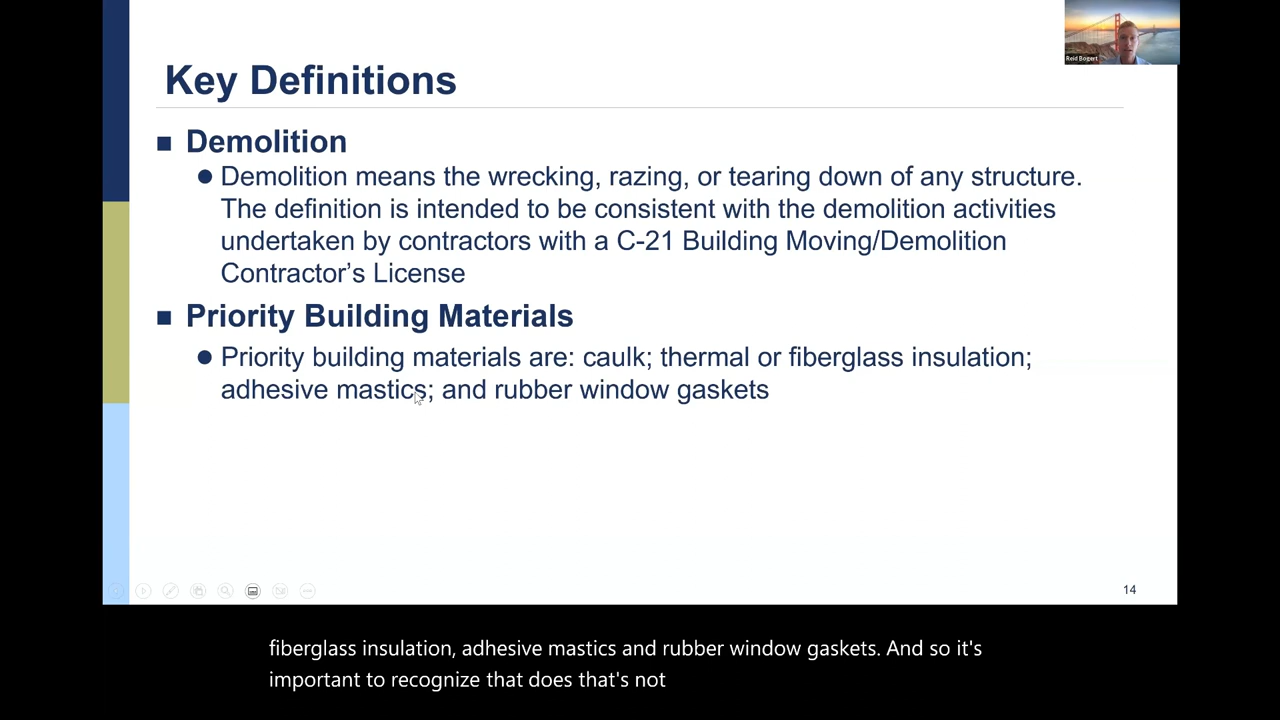 Key Definitions
Reid Bogert
Demolition
Demolition means the wrecking, razing, or tearing down of any structure.
The definition is intended to be consistent with the demolition activities
undertaken by contractors with a C-21 Building Moving/Demolition
Contractor's License
Priority Building Materials
Priority building materials are: caulk; thermal or fiberglass insulation;
adhesive mastics; and rubber window gaskets
14
fiberglass insulation, adhesive mastics and rubber window gaskets. And so it's
important to recognize that does that's not